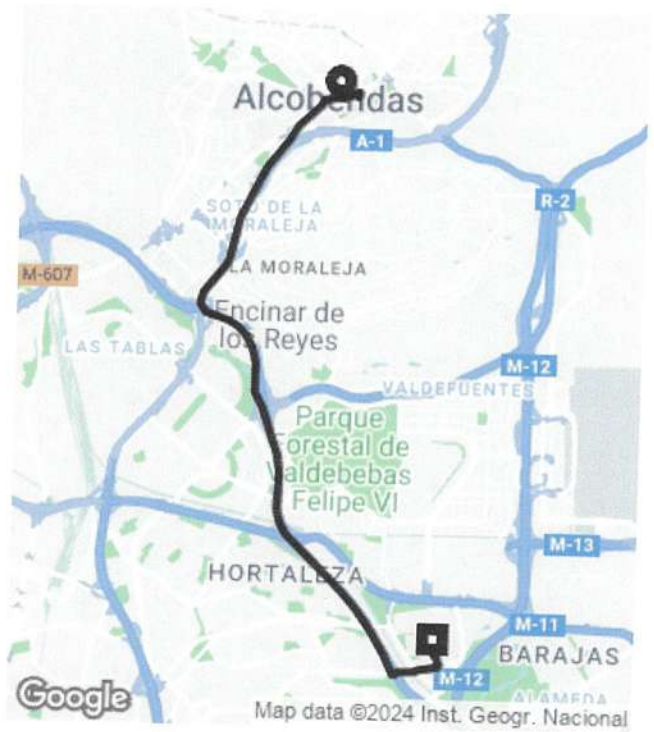 Alcobendas
A-1
R-2
SOTO DE LA
MORALEJA
LA MORALEJA
M-607
Encinar de
los Reyes
LAS TABLAS
M-12
VALDEFUENTES
Parque
Forestal de
Valdebebas
Felipe VI
M-13
HORTALEZA
M-11
BARAJAS
M-12
ALAMEDA
Google
Map data ©2024 Inst. Geogr. Nacional